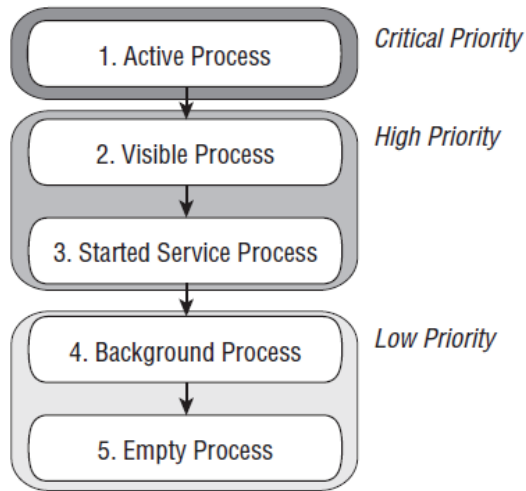 Critical Priority
1. Active Process
High Priority
2. Visible Process
3. Started Service Process
Low Priority
4. Background Process
5. Empty Process